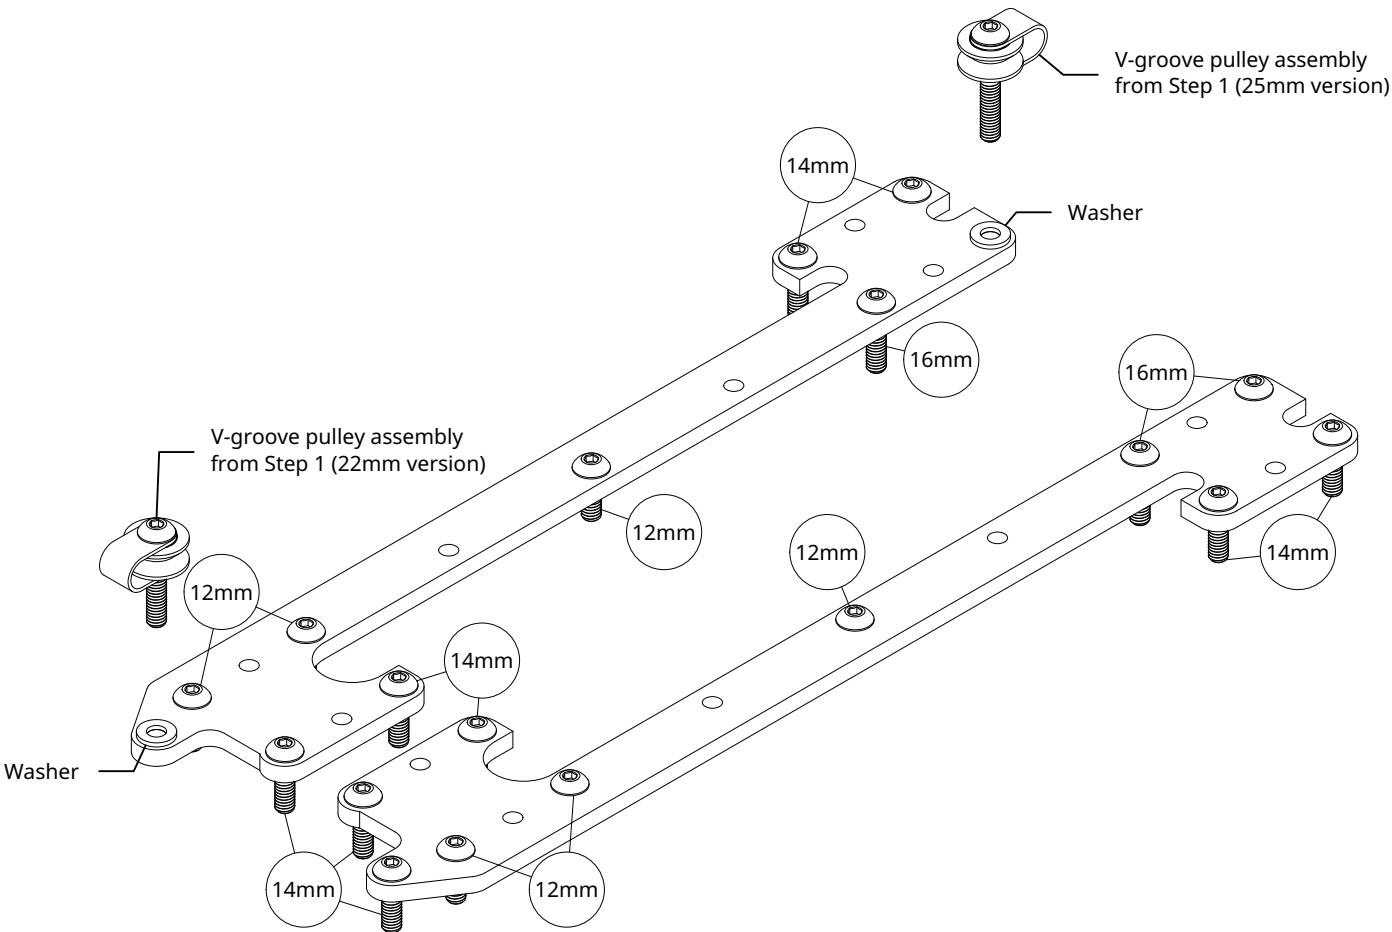 V-groove pulley assembly
from Step 1 (25mm version)
14mm
Washer
16mm
16mm
V-groove pulley assembly
from Step 1 (22mm version)
12mm
12mm
14mm
12mm
14mm
Washer
14mm
12mm